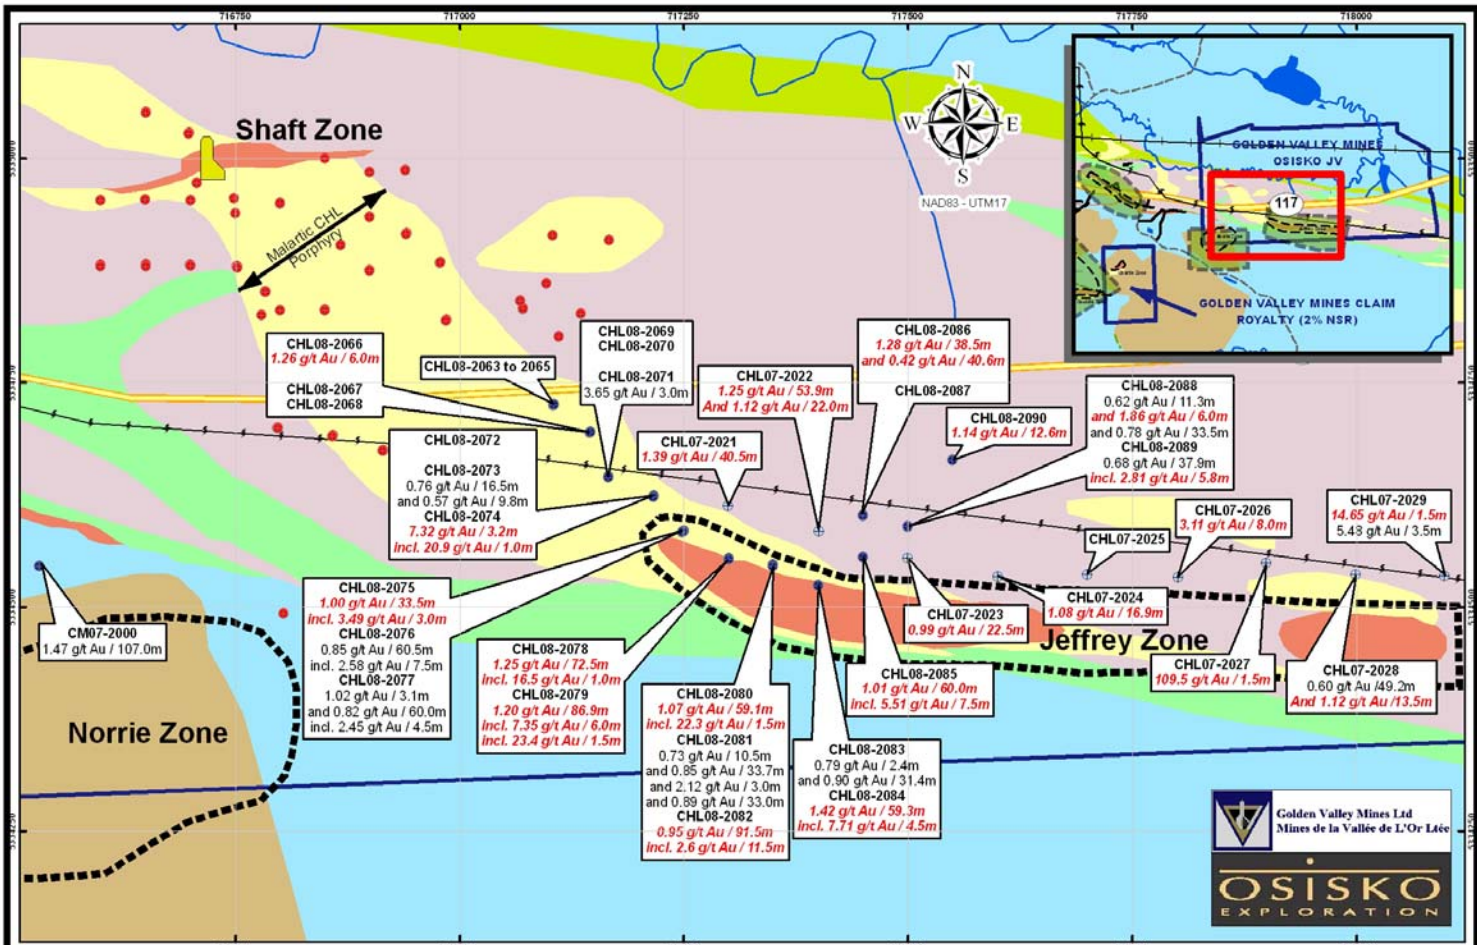 716750
717000
717250
717500
717750
718000
5335000
5335000
5334750
5334750
5334500
5334500
5334250
5334250
Shaft Zone
Malartic CHL
Porphyry
N
W
E
S
NAD83 - UTM17
GOLDEN VALLEY MINES
OSISKO JV
117
GOLDEN VALLEY MINES CLAIM
ROYALTY (2% NSR)
CHL08-2066
1.26 g/t Au / 6.0m
CHL08-2067
CHL08-2068
CHL08-2063 to 2065
CHL08-2069
CHL08-2070
CHL08-2071
3.65 g/t Au / 3.0m
CHL07-2022
1.25 g/t Au / 53.9m
And 1.12 g/t Au / 22.0m
CHL08-2086
1.28 g/t Au / 38.5m
and 0.42 g/t Au / 40.6m
CHL08-2087
CHL08-2088
0.62 g/t Au / 11.3m
and 1.86 g/t Au / 6.0m
and 0.78 g/t Au / 33.5m
CHL08-2089
0.68 g/t Au / 37.9m
incl. 2.81 g/t Au / 5.8m
CHL08-2090
1.14 g/t Au / 12.6m
CHL08-2072
CHL08-2073
0.76 g/t Au / 16.5m
and 0.57 g/t Au / 9.8m
CHL08-2074
7.32 g/t Au / 3.2m
incl. 20.9 g/t Au / 1.0m
CHL07-2021
1.39 g/t Au / 40.5m
CHL07-2026
3.11 g/t Au / 8.0m
CHL07-2029
14.65 g/t Au / 1.5m
5.48 g/t Au / 3.5m
CHL07-2025
CHL08-2075
1.00 g/t Au / 33.5m
incl. 3.49 g/t Au / 3.0m
CHL08-2076
0.85 g/t Au / 60.5m
incl. 2.58 g/t Au / 7.5m
CHL08-2077
1.02 g/t Au / 3.1m
and 0.82 g/t Au / 60.0m
incl. 2.45 g/t Au / 4.5m
CM07-2000
1.47 g/t Au / 107.0m
CHL07-2023
0.99 g/t Au / 22.5m
CHL07-2024
1.08 g/t Au / 16.9m
Jeffrey Zone
CHL08-2078
1.25 g/t Au / 72.5m
incl. 16.5 g/t Au / 1.0m
CHL08-2079
1.20 g/t Au / 86.9m
incl. 7.35 g/t Au / 6.0m
incl. 23.4 g/t Au / 1.5m
CHL08-2080
1.07 g/t Au / 59.1m
incl. 22.3 g/t Au / 1.5m
CHL08-2081
0.73 g/t Au / 10.5m
and 0.85 g/t Au / 33.7m
and 2.12 g/t Au / 3.0m
and 0.89 g/t Au / 33.0m
CHL08-2082
0.95 g/t Au / 91.5m
incl. 2.6 g/t Au / 11.5m
CHL08-2085
1.01 g/t Au / 60.0m
incl. 5.51 g/t Au / 7.5m
CHL08-2083
0.79 g/t Au / 2.4m
and 0.90 g/t Au / 31.4m
CHL08-2084
1.42 g/t Au / 59.3m
incl. 7.71 g/t Au / 4.5m
CHL07-2027
109.5 g/t Au / 1.5m
CHL07-2028
0.60 g/t Au /49.2m
And 1.12 g/t Au /13.5m
Norrie Zone
Golden Valley Mines Ltd
Mines de la Vallée de L'Or Ltée
OSISKO
EXPLORATION